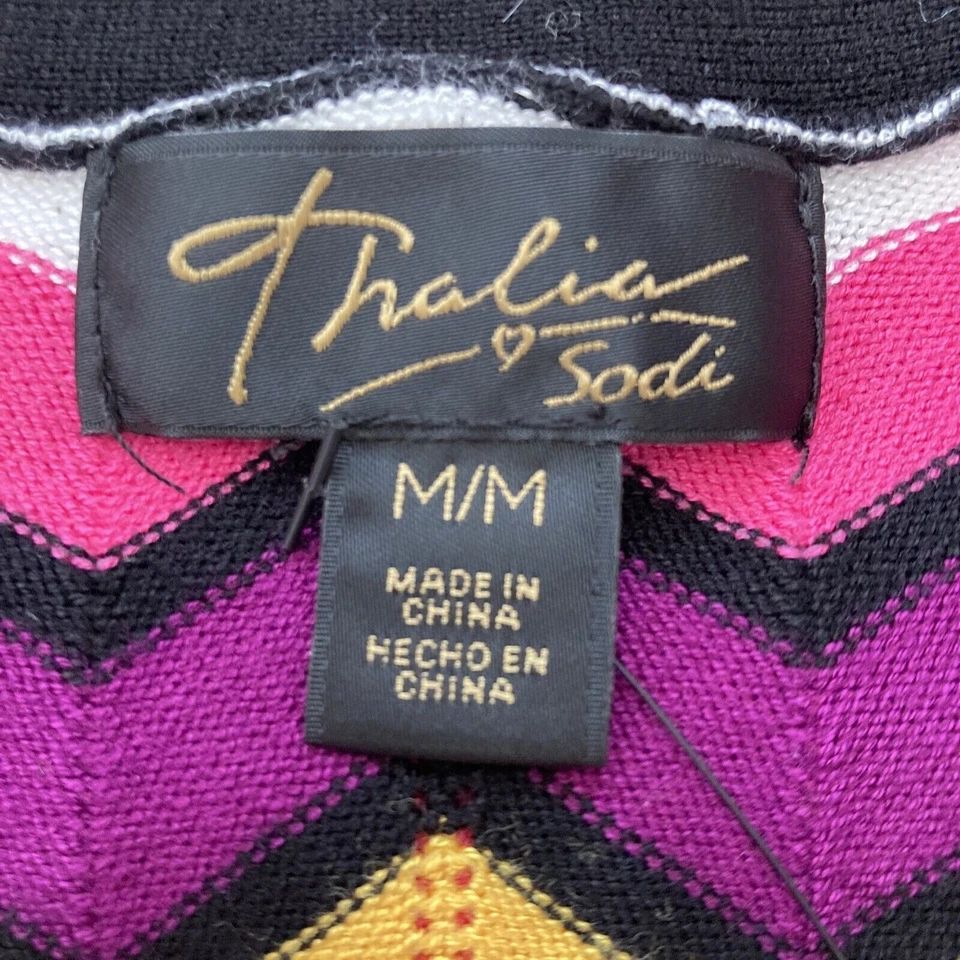 Thalia
Sodi
M/M
MADE IN
CHINA
HECHO EN
CHINA